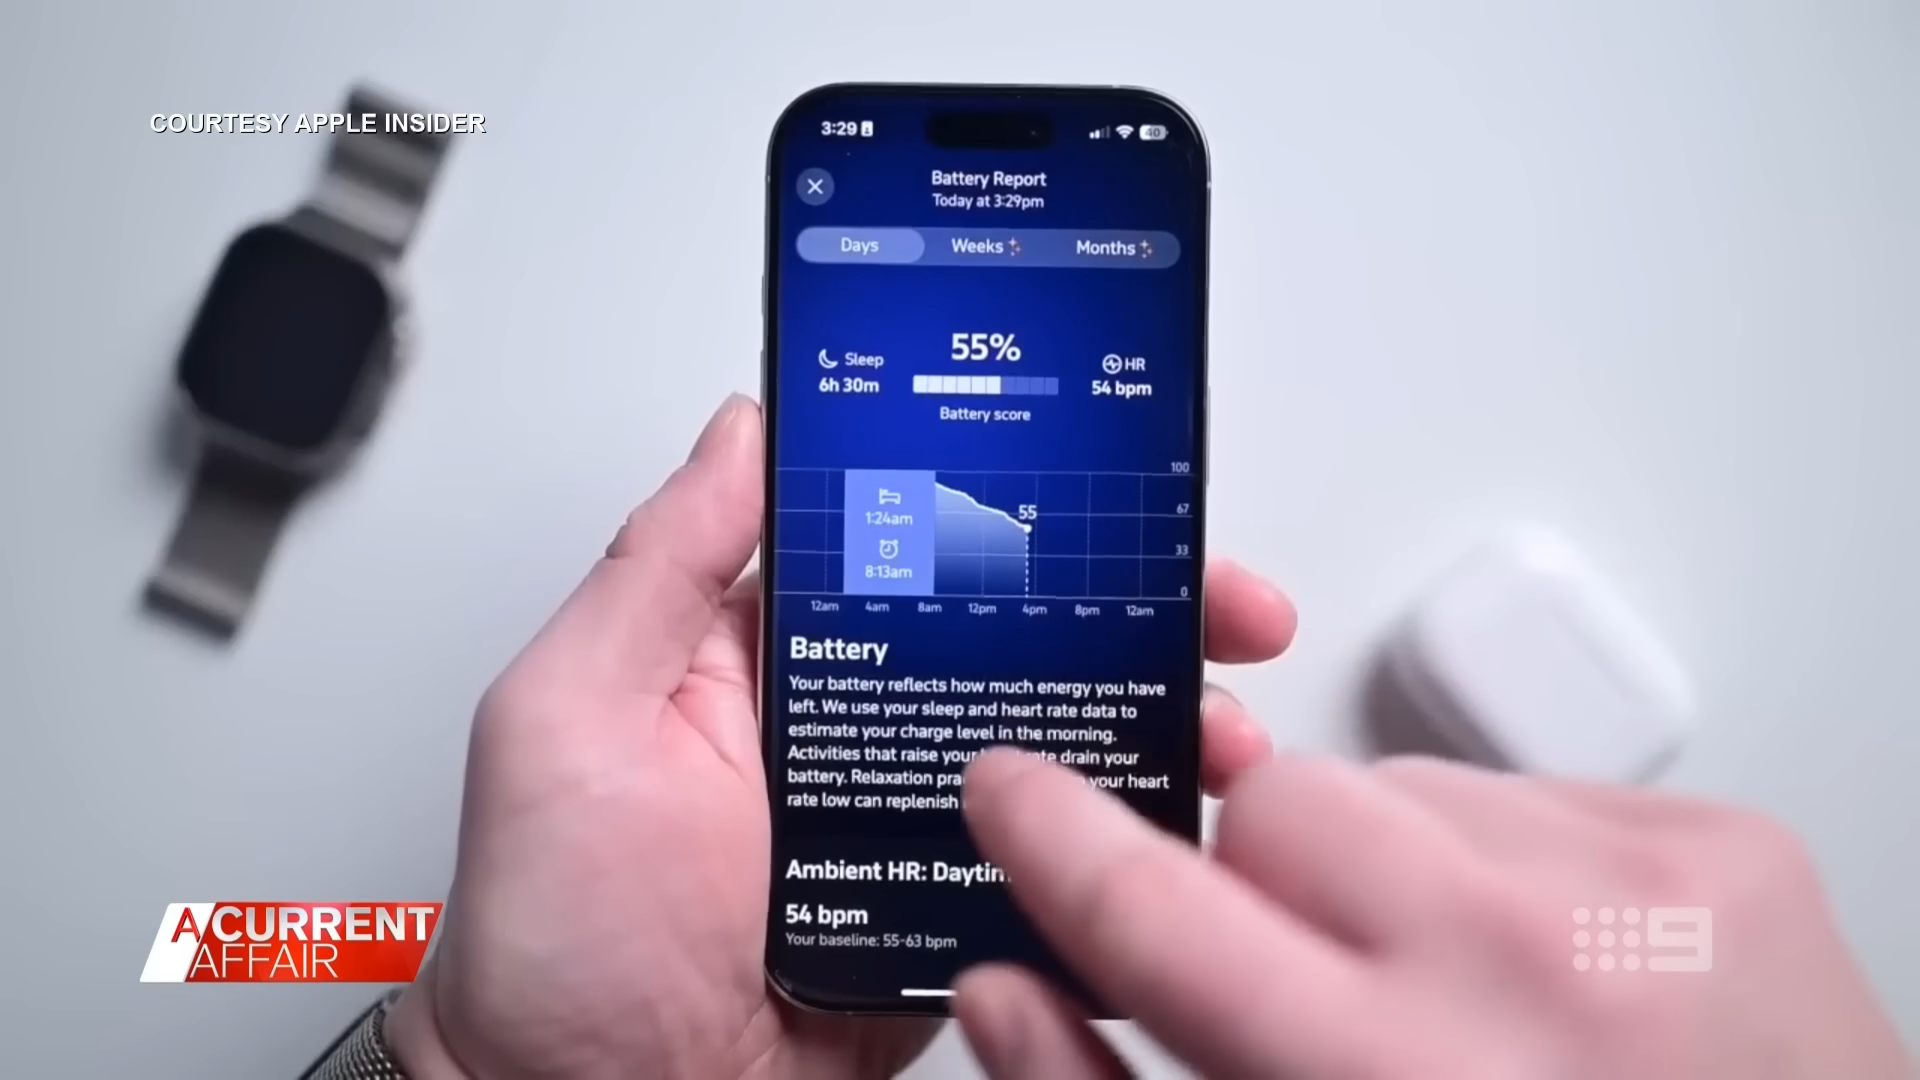 COURTESY APPLE INSIDER
3:29
40
Battery Report
Today at 3:29pm
Days
Weeks
Months
55%
Sleep
6h 30m
HR
54 bpm
Battery score
100
67
33
0
55
1:24am
8:13am
12am 4am 8am 12pm 4pm 8pm 12am
Battery
Your battery reflects how much energy you have
left. We use your sleep and heart rate data to
estimate your charge level in the morning.
Activities that raise your drain your
battery. Relaxation your heart
rate low can replenish
Ambient HR:
54 bpm
Your baseline: 55-63 bpm
A CURRENT
AFFAIR
9